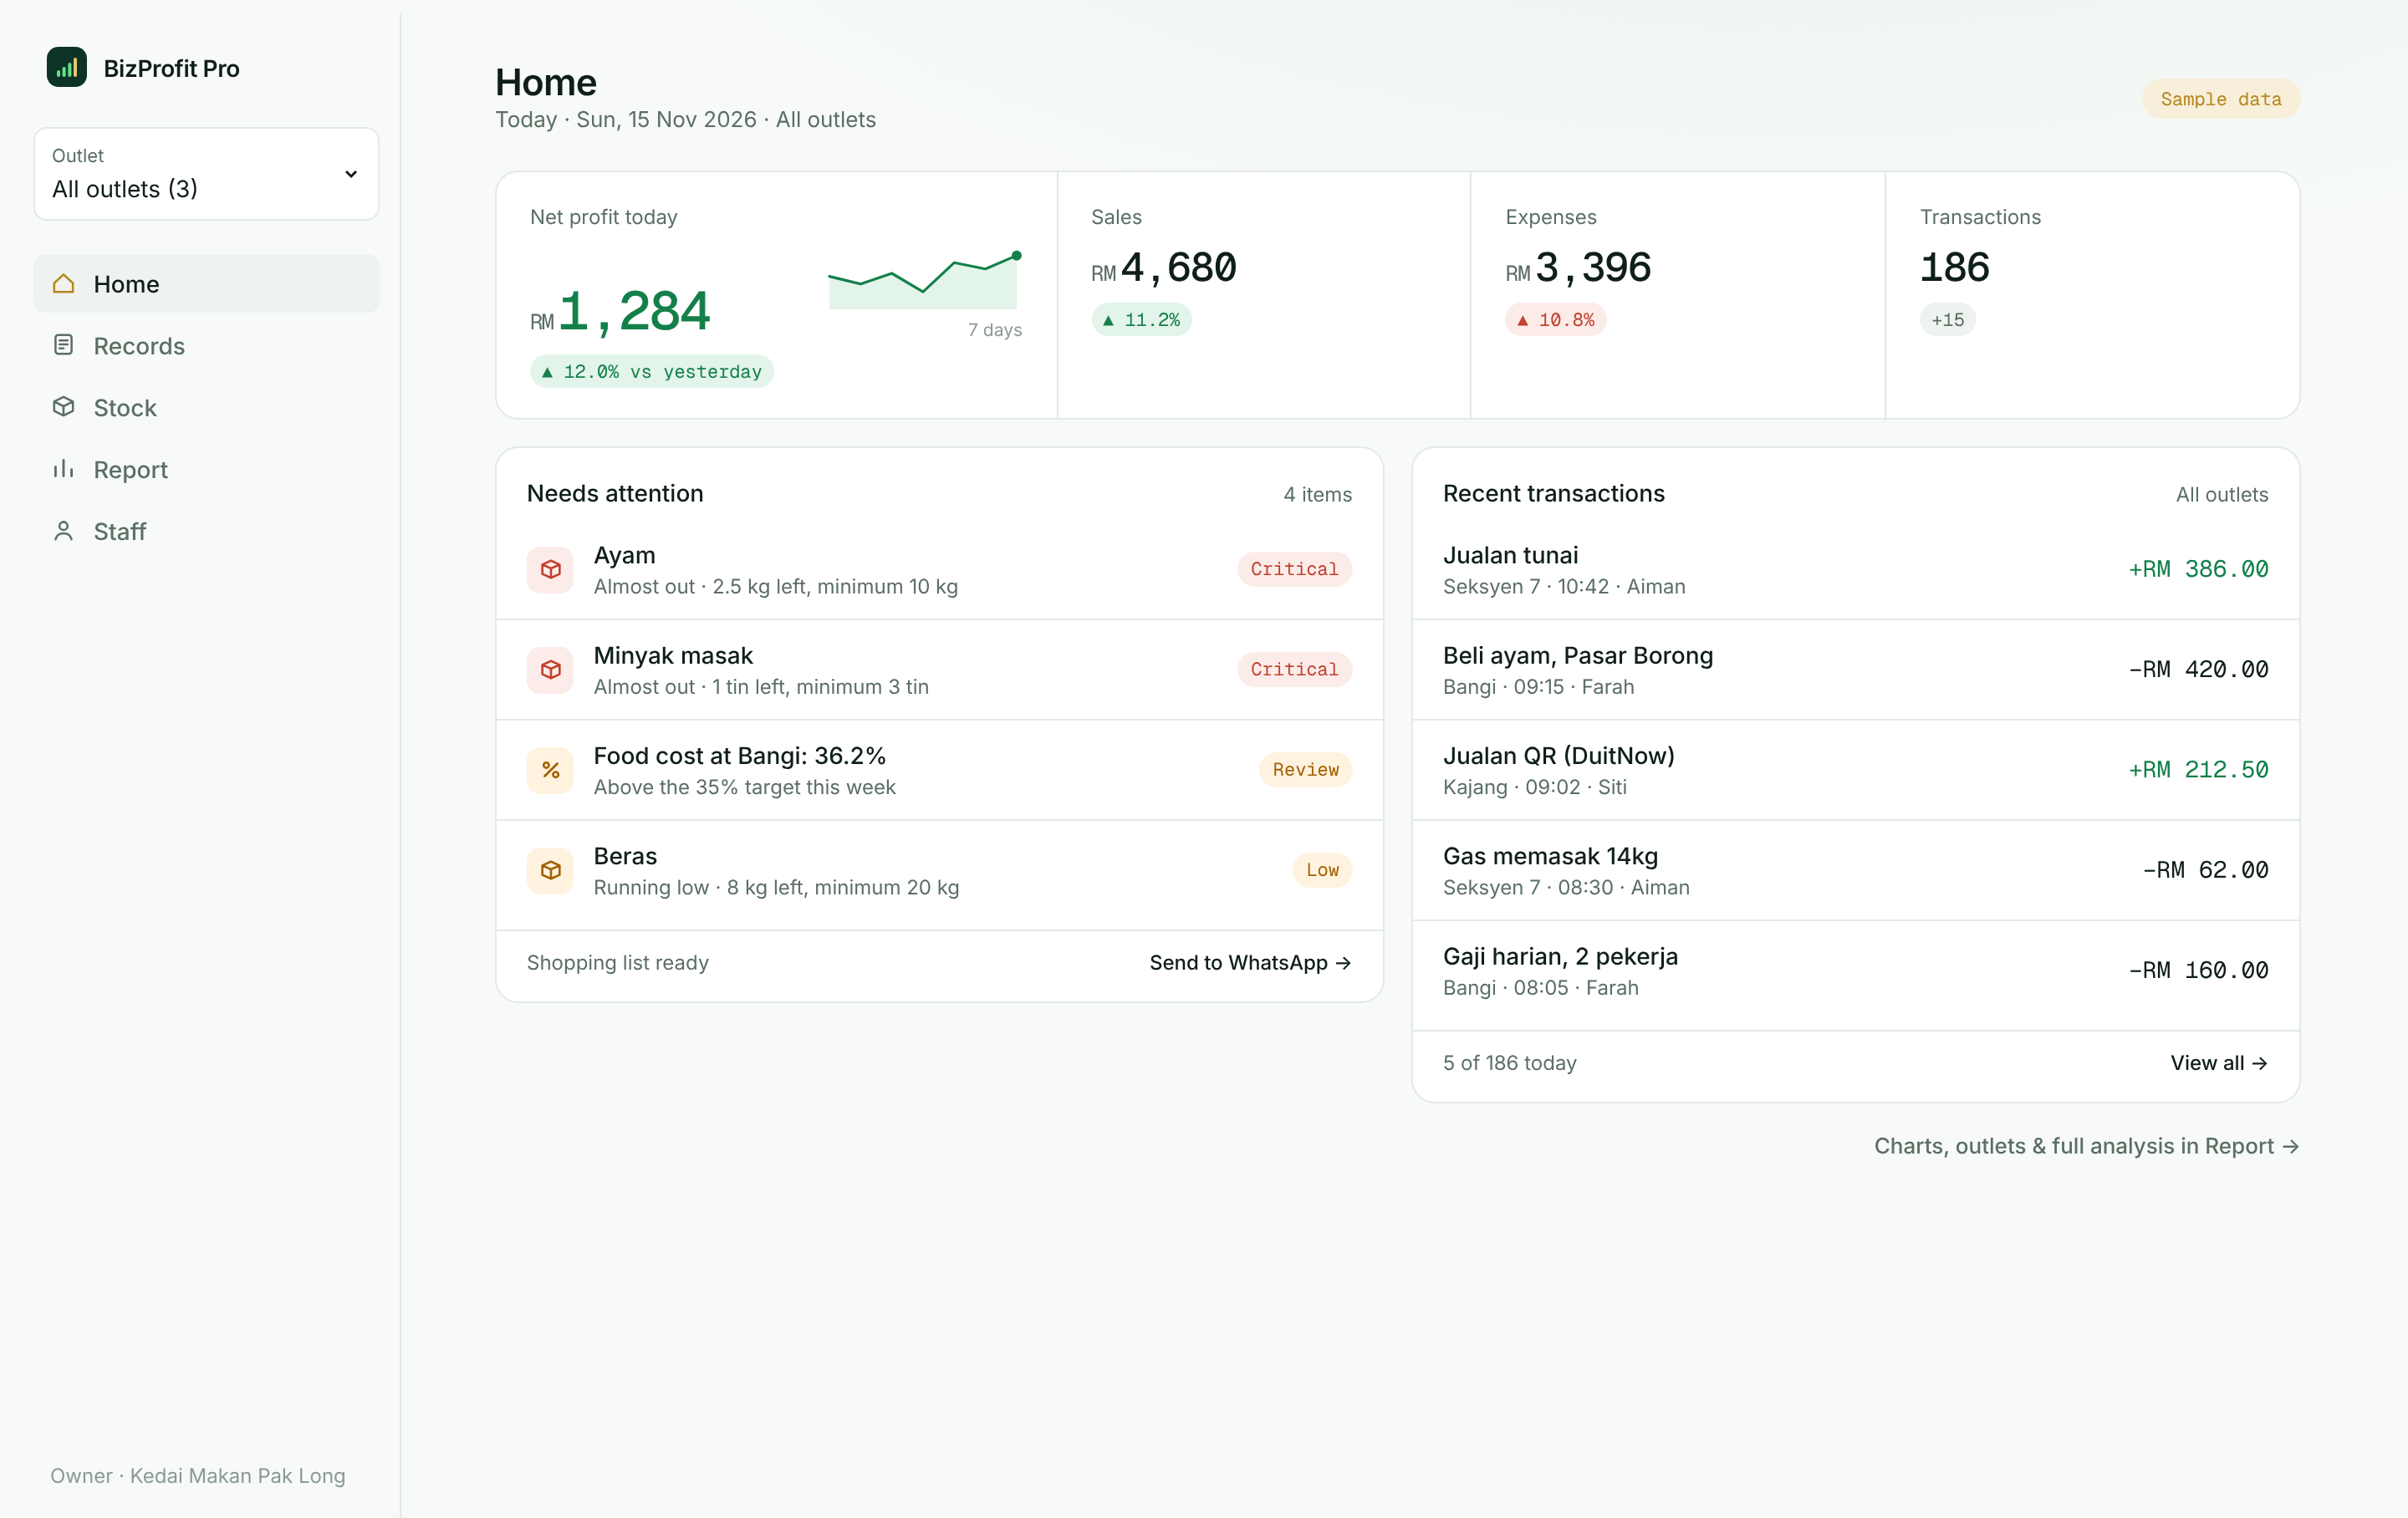 BizProfit Pro
Outlet
All outlets (3)
Home
Records
Stock
Report
Staff
Owner · Kedai Makan Pak Long
Home
Today · Sun, 15 Nov 2026 · All outlets
Sample data
Net profit today
RM 1,284
7 days
▲ 12.0% vs yesterday
Sales
RM 4,680
▲ 11.2%
Expenses
RM 3,396
▲ 10.8%
Transactions
186
+15
Needs attention
4 items
Ayam
Almost out · 2.5 kg left, minimum 10 kg
Critical
Minyak masak
Almost out · 1 tin left, minimum 3 tin
Critical
Food cost at Bangi: 36.2%
Above the 35% target this week
Review
Beras
Running low · 8 kg left, minimum 20 kg
Low
Shopping list ready
Send to WhatsApp →
Recent transactions
All outlets
Jualan tunai
Seksyen 7 · 10:42 · Aiman
+RM 386.00
Beli ayam, Pasar Borong
Bangi · 09:15 · Farah
−RM 420.00
Jualan QR (DuitNow)
Kajang · 09:02 · Siti
+RM 212.50
Gas memasak 14kg
Seksyen 7 · 08:30 · Aiman
−RM 62.00
Gaji harian, 2 pekerja
Bangi · 08:05 · Farah
−RM 160.00
5 of 186 today
View all →
Charts, outlets & full analysis in Report →